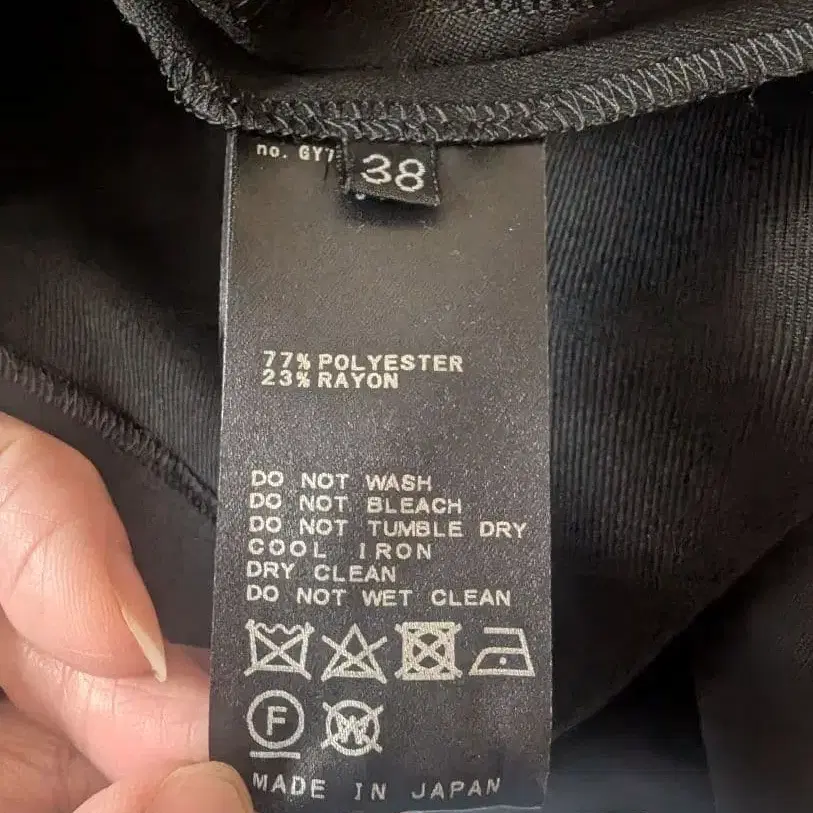 no. GY7
38
77% POLYESTER
23% RAYON
DO NOT WASH
DO NOT BLEACH
DO NOT TUMBLE DRY
COOL IRON
DRY CLEAN
DO NOT WET CLEAN
F W
MADE IN JAPAN